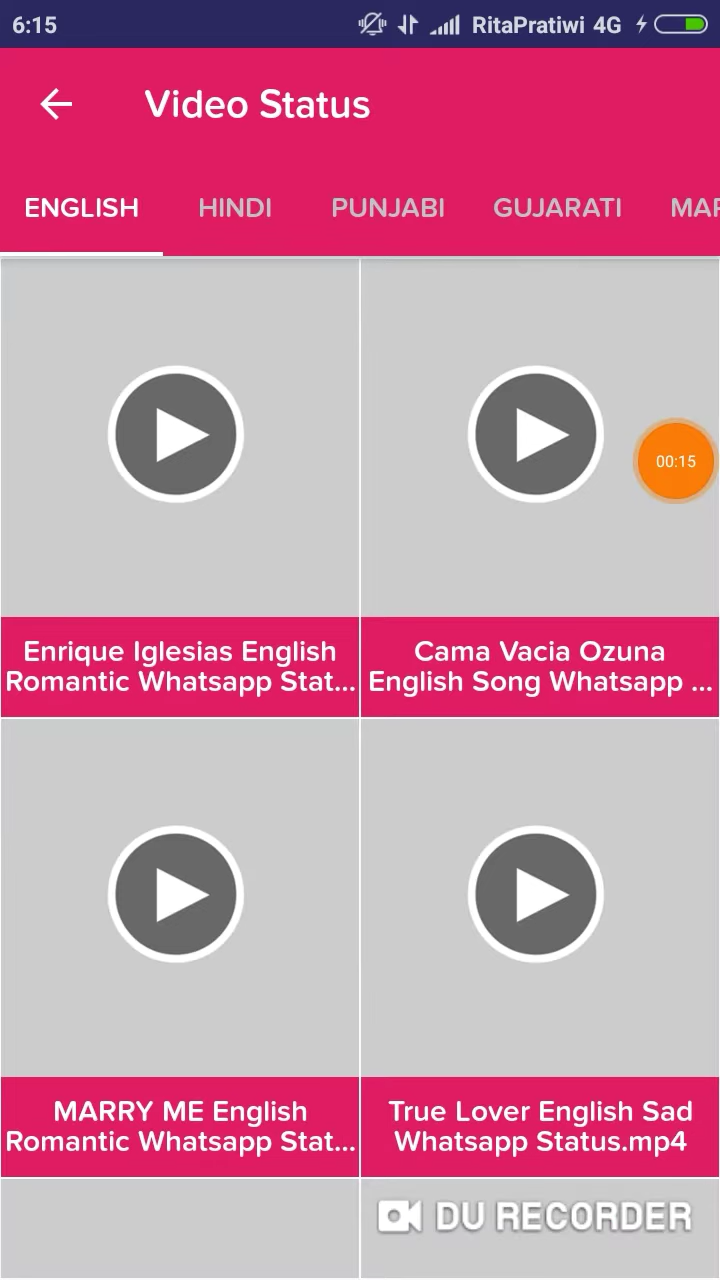 6:15 RitaPratiwi 4G
Video Status
ENGLISH HINDI PUNJABI GUJARATI MAR
00:15
Enrique Iglesias English
Romantic Whatsapp Stat...
Cama Vacia Ozuna
English Song Whatsapp ...
MARRY ME English
Romantic Whatsapp Stat...
True Lover English Sad
Whatsapp Status.mp4
DU RECORDER